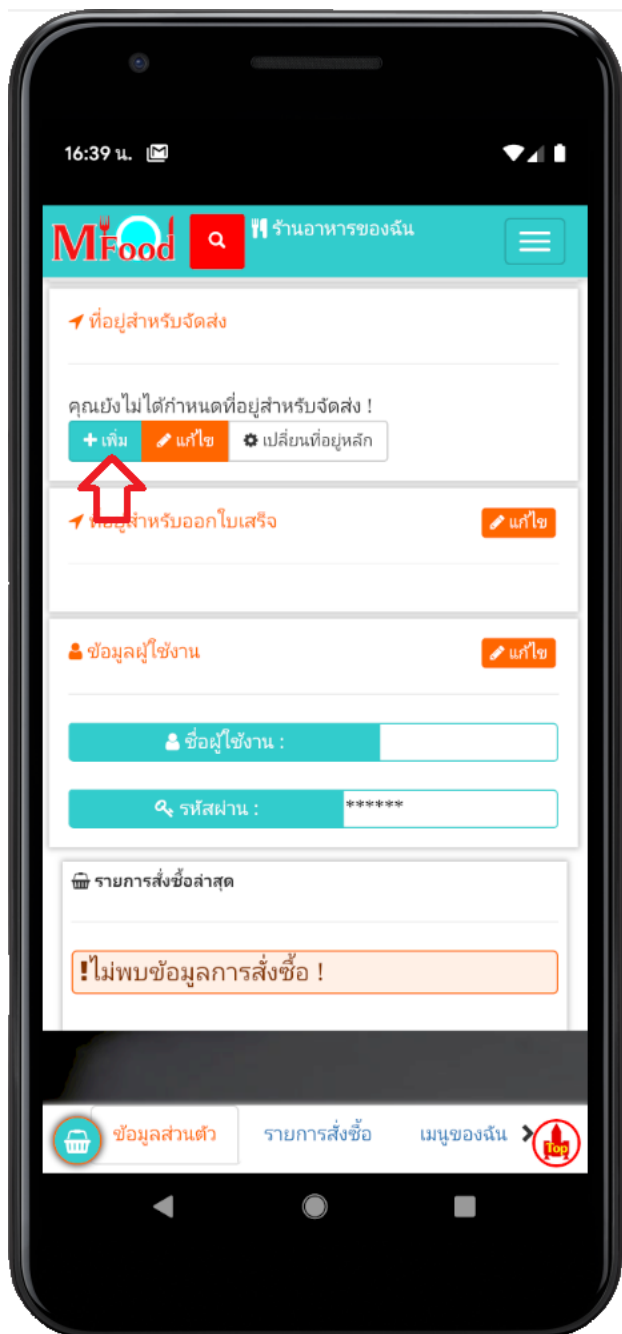 16:39 น.
MFood
ร้านอาหารของฉัน
ที่อยู่สำหรับจัดส่ง
คุณยังไม่ได้กำหนดที่อยู่สำหรับจัดส่ง !
เพิ่ม แก้ไข เปลี่ยนที่อยู่หลัก
ที่อยู่สำหรับออกใบเสร็จ แก้ไข
ข้อมูลผู้ใช้งาน แก้ไข
ชื่อผู้ใช้งาน :
รหัสผ่าน : ******
รายการสั่งซื้อล่าสุด
!ไม่พบข้อมูลการสั่งซื้อ !
ข้อมูลส่วนตัว รายการสั่งซื้อ เมนูของฉัน
Top